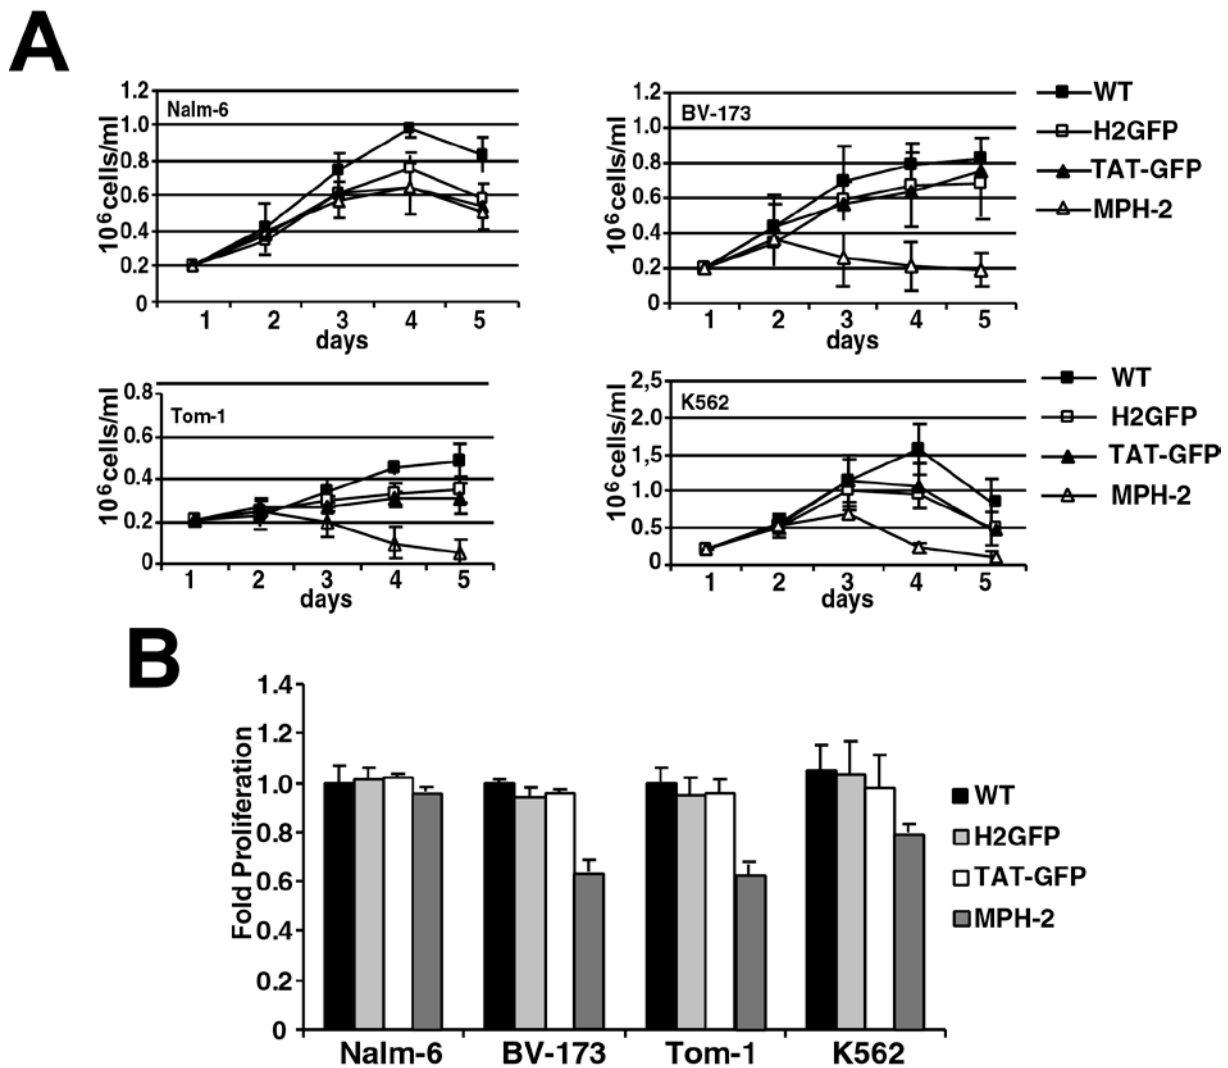 A
Nalm-6
10⁶cells/ml
1.2
1.0
0.8
0.6
0.4
0.2
0
1 2 3 4 5
days
BV-173
10⁶cells/ml
1.2
1.0
0.8
0.6
0.4
0.2
0
1 2 3 4 5
days
WT
H2GFP
TAT-GFP
MPH-2
Tom-1
10⁶cells/ml
0.8
0.6
0.4
0.2
0
1 2 3 4 5
days
K562
10⁶cells/ml
2,5
2.0
1,5
1.0
0.5
0
1 2 3 4 5
days
WT
H2GFP
TAT-GFP
MPH-2
B
Fold Proliferation
1.4
1.2
1.0
0.8
0.6
0.4
0.2
0
Nalm-6 BV-173 Tom-1 K562
WT
H2GFP
TAT-GFP
MPH-2